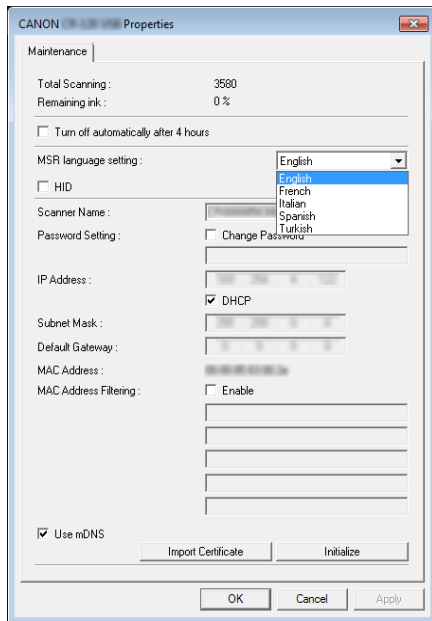 CANON Properties
Maintenance
Total Scanning : 3580
Remaining ink : 0 %
Turn off automatically after 4 hours
MSR language setting : English
English
French
Italian
Spanish
Turkish
HID
Scanner Name :
Password Setting : Change Password
IP Address :
DHCP
Subnet Mask :
Default Gateway :
MAC Address :
MAC Address Filtering : Enable
Use mDNS
Import Certificate Initialize
OK Cancel Apply